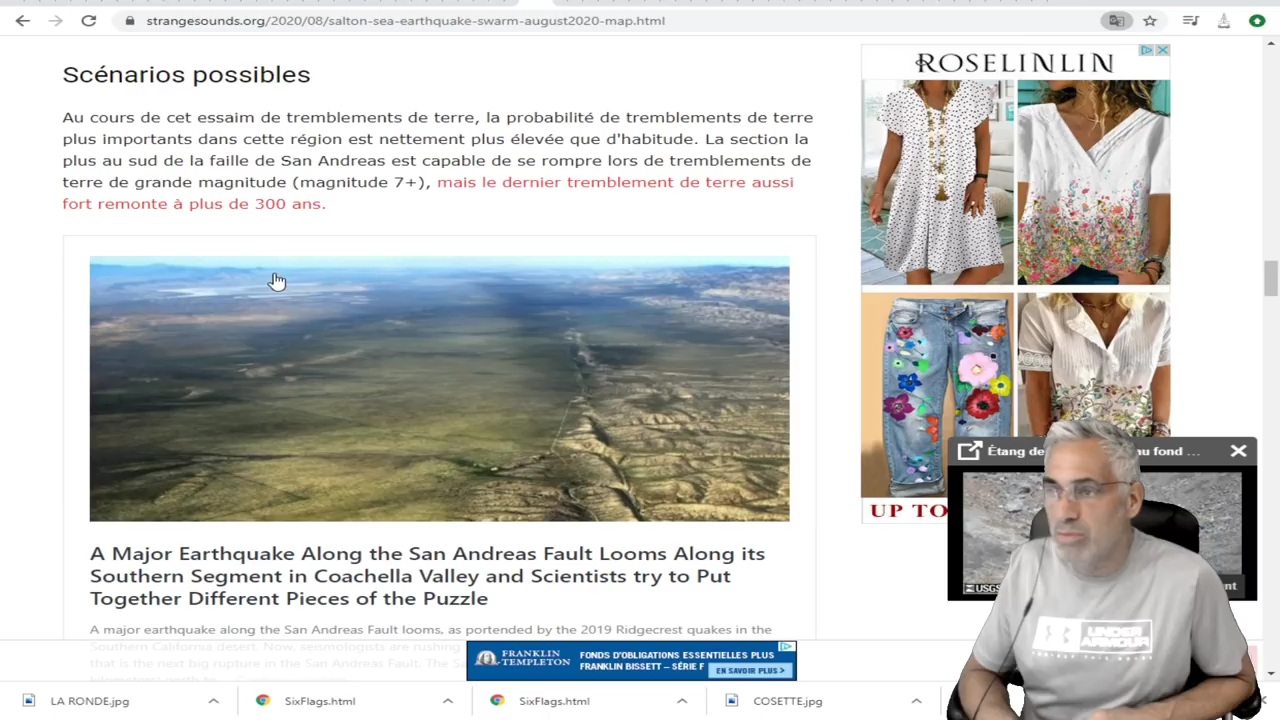 strangesounds.org/2020/08/salton-sea-earthquake-swarm-august2020-map.html
Scénarios possibles
Au cours de cet essaim de tremblements de terre, la probabilité de tremblements de terre
plus importants dans cette région est nettement plus élevée que d'habitude. La section la
plus au sud de la faille de San Andreas est capable de se rompre lors de tremblements de
terre de grande magnitude (magnitude 7+), mais le dernier tremblement de terre aussi
fort remonte à plus de 300 ans.
A Major Earthquake Along the San Andreas Fault Looms Along its
Southern Segment in Coachella Valley and Scientists try to Put
Together Different Pieces of the Puzzle
A major earthquake along the San Andreas Fault looms, as portended by the 2019 Ridgecrest quakes in the
Southern California desert. Now, seismologists are rushing
that is the next big rupture in the San Andreas Fault. The
ROSELINLIN
UP TO
Étang de au fond ...
USGS
UNDER
ARMOUR
FRANKLIN
TEMPLETON
FONDS D'OBLIGATIONS ESSENTIELLES PLUS
FRANKLIN BISSETT – SÉRIE F
EN SAVOIR PLUS >
LA RONDE.jpg
SixFlags.html
SixFlags.html
COSETTE.jpg